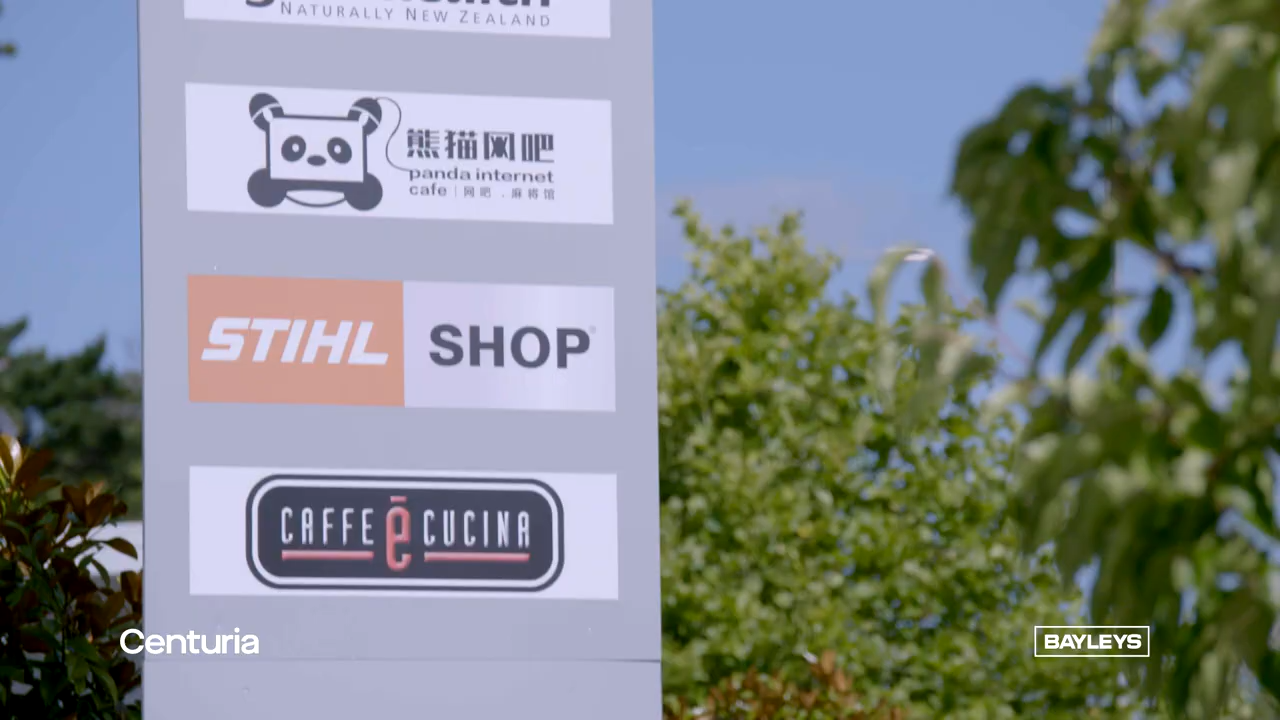 NATURALLY NEW ZEALAND
熊猫网吧
panda internet
cafe | 网吧 . 麻将馆
STIHL SHOP
CAFFE é CUCINA
Centuria
BAYLEYS